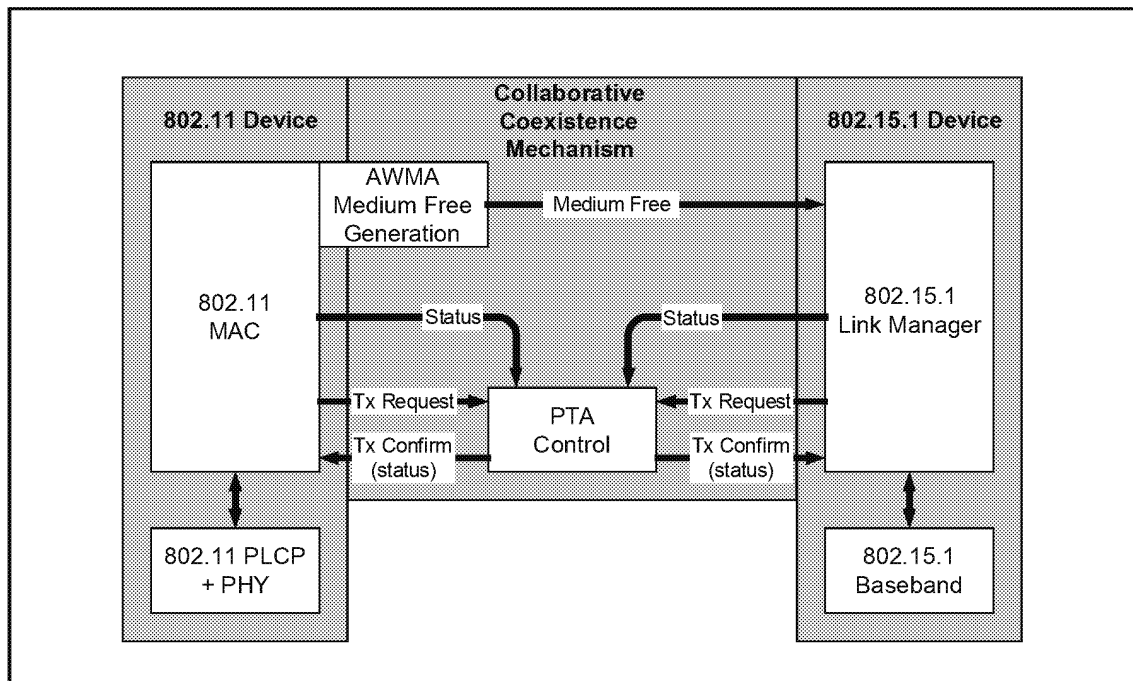 Collaborative
Coexistence
Mechanism
802.11 Device
802.15.1 Device
AWMA
Medium Free
Generation
Medium Free
802.11
MAC
Status
Status
802.15.1
Link Manager
Tx Request
PTA
Control
Tx Request
Tx Confirm
(status)
Tx Confirm
(status)
802.11 PLCP
+ PHY
802.15.1
Baseband